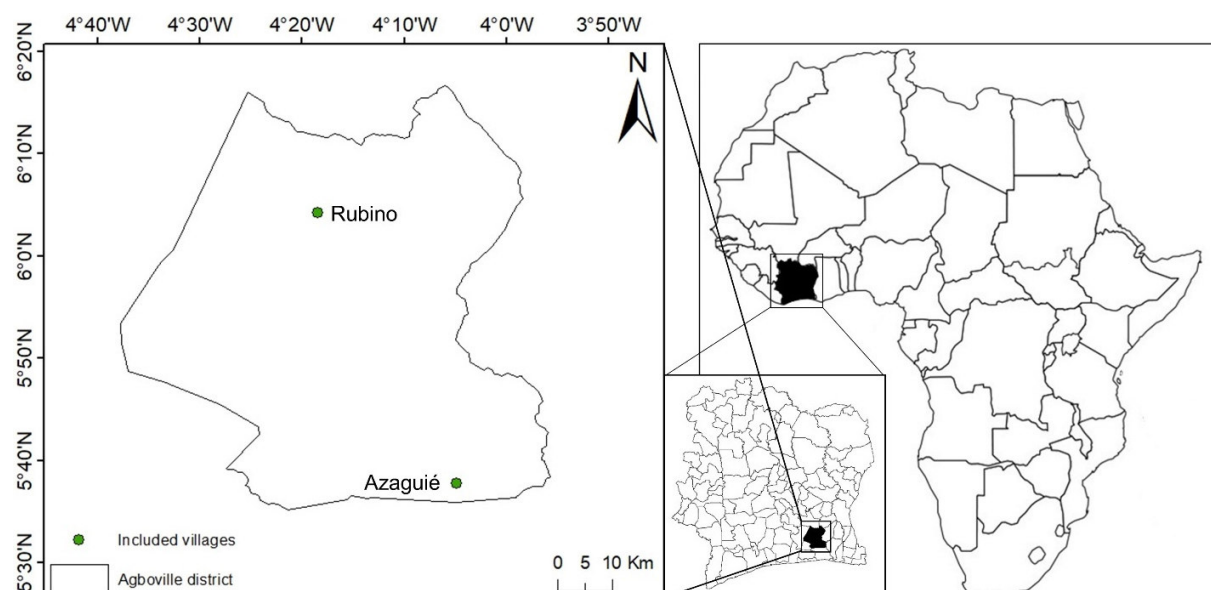 4°40'W 4°30'W 4°20'W 4°10'W 4°0'W 3°50'W
6°20'N
6°10'N
6°0'N
5°50'N
5°40'N
5°30'N
N
Rubino
Azaguié
Included villages
Agboville district
0 5 10 Km